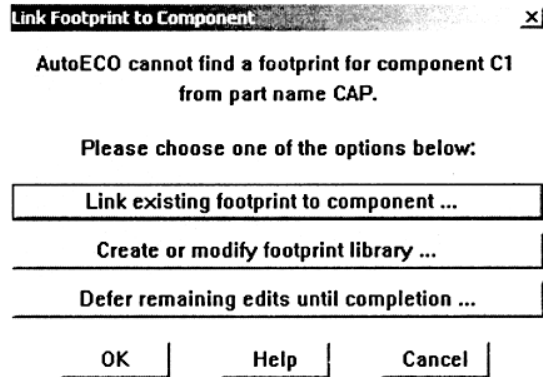 Link Footprint to Component
AutoECO cannot find a footprint for component C1
from part name CAP.
Please choose one of the options below:
Link existing footprint to component ...
Create or modify footprint library ...
Defer remaining edits until completion ...
OK Help Cancel